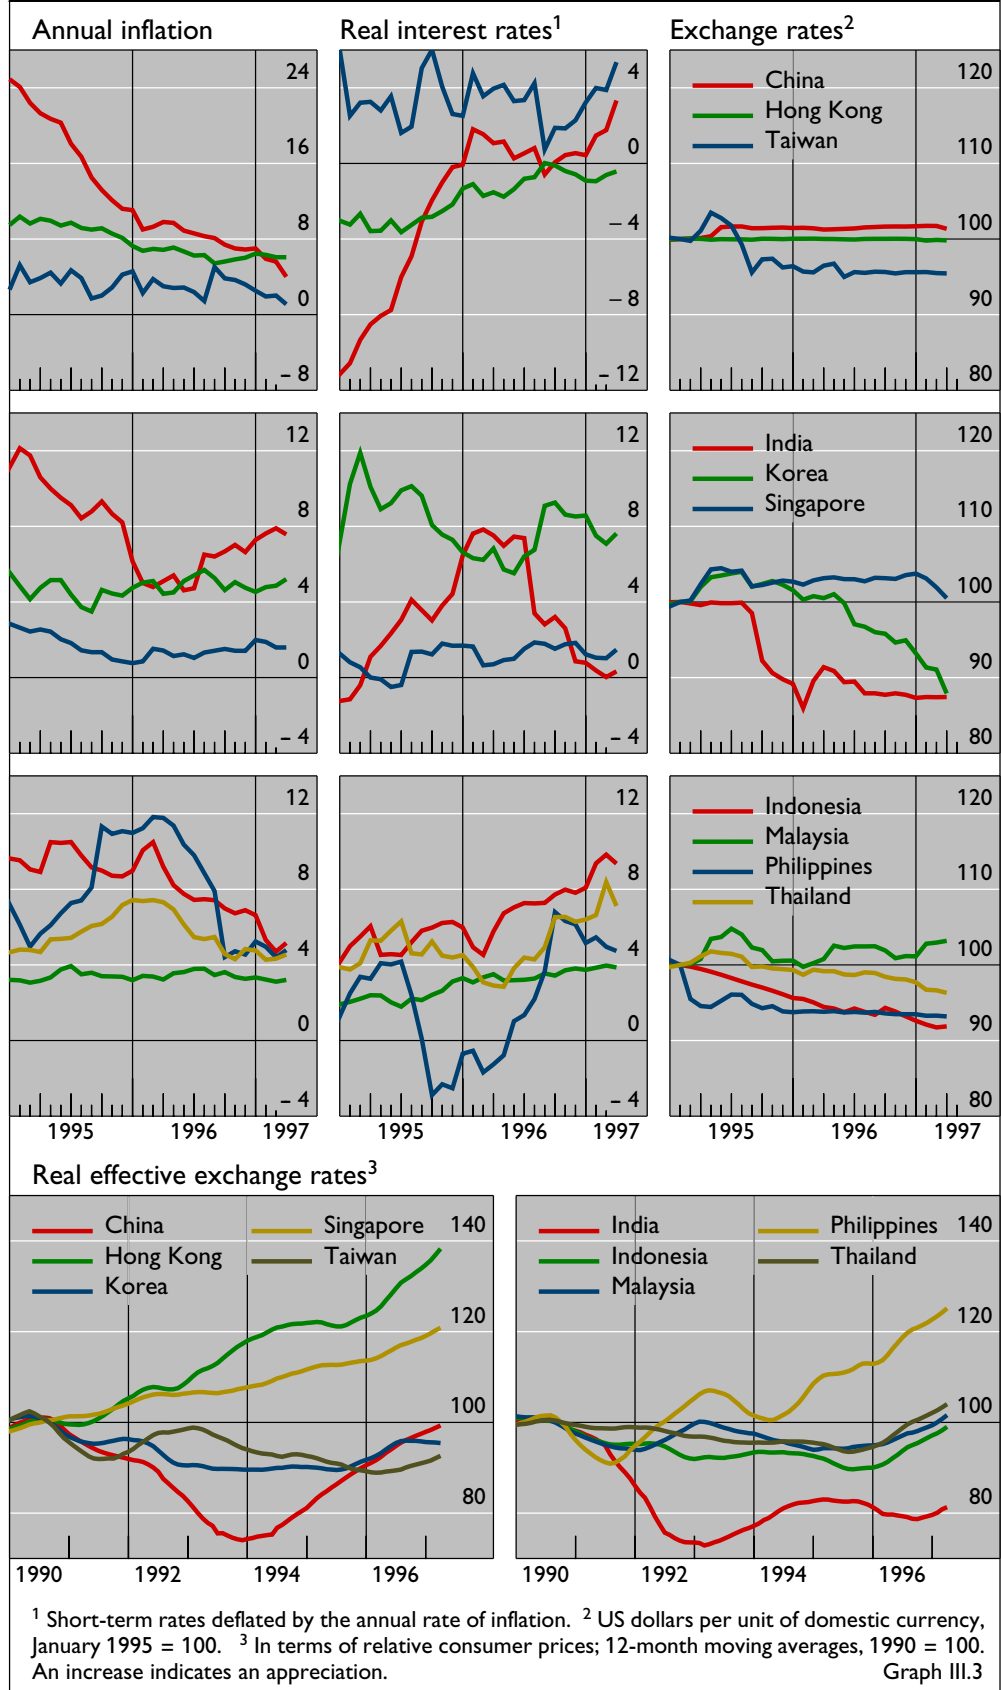 Annual inflation
Real interest rates1
Exchange rates2
24
16
8
0
– 8
4
0
– 4
– 8
– 12
China
Hong Kong
Taiwan
120
110
100
90
80
12
8
4
0
– 4
12
8
4
0
– 4
India
Korea
Singapore
120
110
100
90
80
12
8
4
0
– 4
12
8
4
0
– 4
Indonesia
Malaysia
Philippines
Thailand
120
110
100
90
80
1995 1996 1997
1995 1996 1997
1995 1996 1997
Real effective exchange rates3
China
Hong Kong
Korea
Singapore
Taiwan
140
120
100
80
India
Indonesia
Malaysia
Philippines
Thailand
140
120
100
80
1990 1992 1994 1996
1990 1992 1994 1996
1 Short-term rates deflated by the annual rate of inflation. 2 US dollars per unit of domestic currency,
January 1995 = 100. 3 In terms of relative consumer prices; 12-month moving averages, 1990 = 100.
An increase indicates an appreciation. Graph III.3